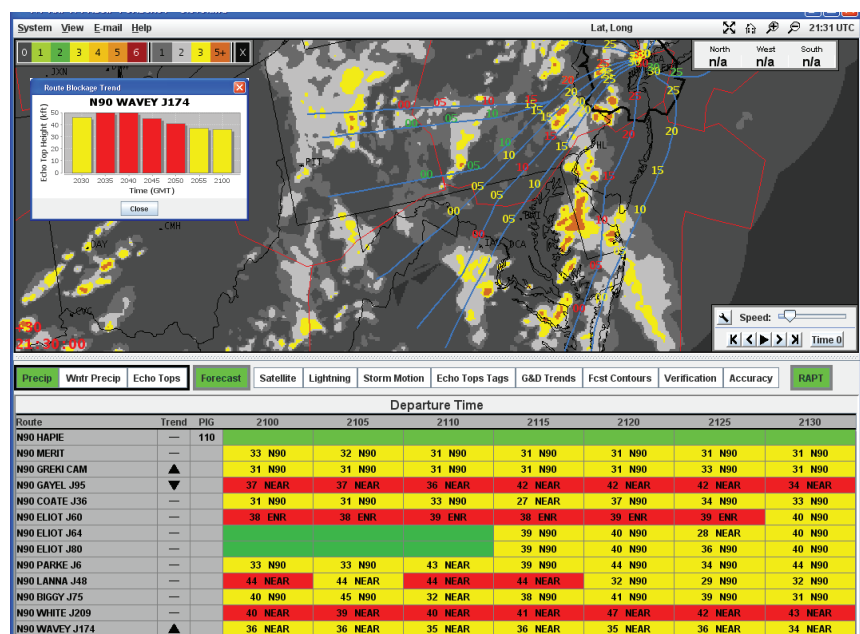 System View E-mail Help Lat, Long 21:31 UTC
0 1 2 3 4 5 6 1 2 3 5+ X
North West South
n/a n/a n/a
JXN
Route Blockage Trend
N90 WAVEY J174
Echo Top Height (kft)
50
40
30
20
10
0
2030 2035 2040 2045 2050 2055 2100
Time (GMT)
Close
PIT
CMH
DAY
DCA
Speed:
Time 0
Precip Wntr Precip Echo Tops Forecast Satellite Lightning Storm Motion Echo Tops Tags G&D Trends Fcst Contours Verification Accuracy RAPT
Departure Time
Route Trend PIG 2100 2105 2110 2115 2120 2125 2130
N90 HAPIE — 110
N90 MERIT — 33 N90 32 N90 31 N90 31 N90 31 N90 31 N90 31 N90
N90 GREKI CAM 31 N90 31 N90 31 N90 31 N90 31 N90 33 N90 31 N90
N90 GAYEL J95 37 NEAR 37 NEAR 36 NEAR 42 NEAR 42 NEAR 42 NEAR 34 NEAR
N90 COATE J36 — 31 N90 31 N90 33 N90 27 NEAR 37 N90 34 N90 33 N90
N90 ELIOT J60 — 38 ENR 38 ENR 39 ENR 38 ENR 39 ENR 39 ENR 40 N90
N90 ELIOT J64 — 39 N90 40 N90 28 NEAR 40 N90
N90 ELIOT J80 — 39 N90 40 N90 36 N90 40 N90
N90 PARKE J6 — 33 N90 33 N90 43 NEAR 39 N90 44 N90 34 N90 44 N90
N90 LANNA J48 — 44 NEAR 44 NEAR 44 NEAR 44 NEAR 32 N90 29 N90 32 N90
N90 BIGGY J75 — 40 N90 45 N90 32 NEAR 38 N90 41 N90 39 N90 31 N90
N90 WHITE J209 — 40 NEAR 39 NEAR 40 NEAR 41 NEAR 47 NEAR 42 NEAR 43 NEAR
N90 WAVEY J174 36 NEAR 36 NEAR 35 NEAR 36 NEAR 35 NEAR 36 NEAR 34 NEAR